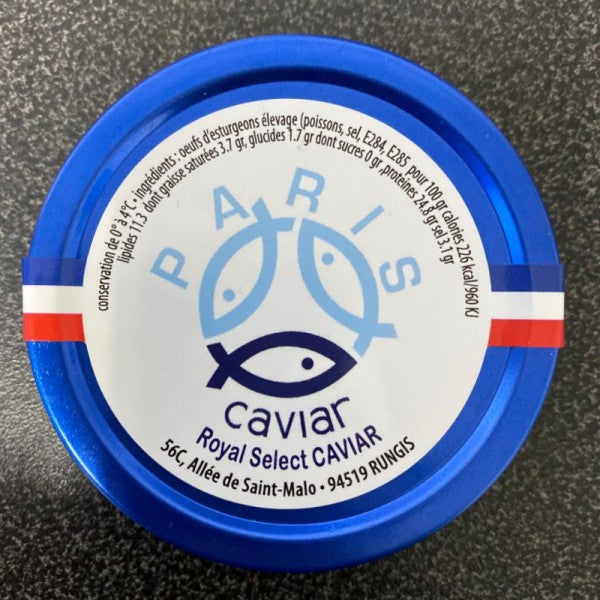 conservation de 0° à 4°C • ingrédients : oeufs d'esturgeons élevage (poissons, sel, E284, E285 pour 100 gr calories 226 kcal/960 KJ
lipides 11.3 dont graisse saturées 3.7 gr, glucides 1.7 gr dont sucres 0 gr, protéines 24.8 gr sel 3.1 gr
PARIS
caviar
Royal Select CAVIAR
56C, Allée de Saint-Malo • 94519 RUNGIS